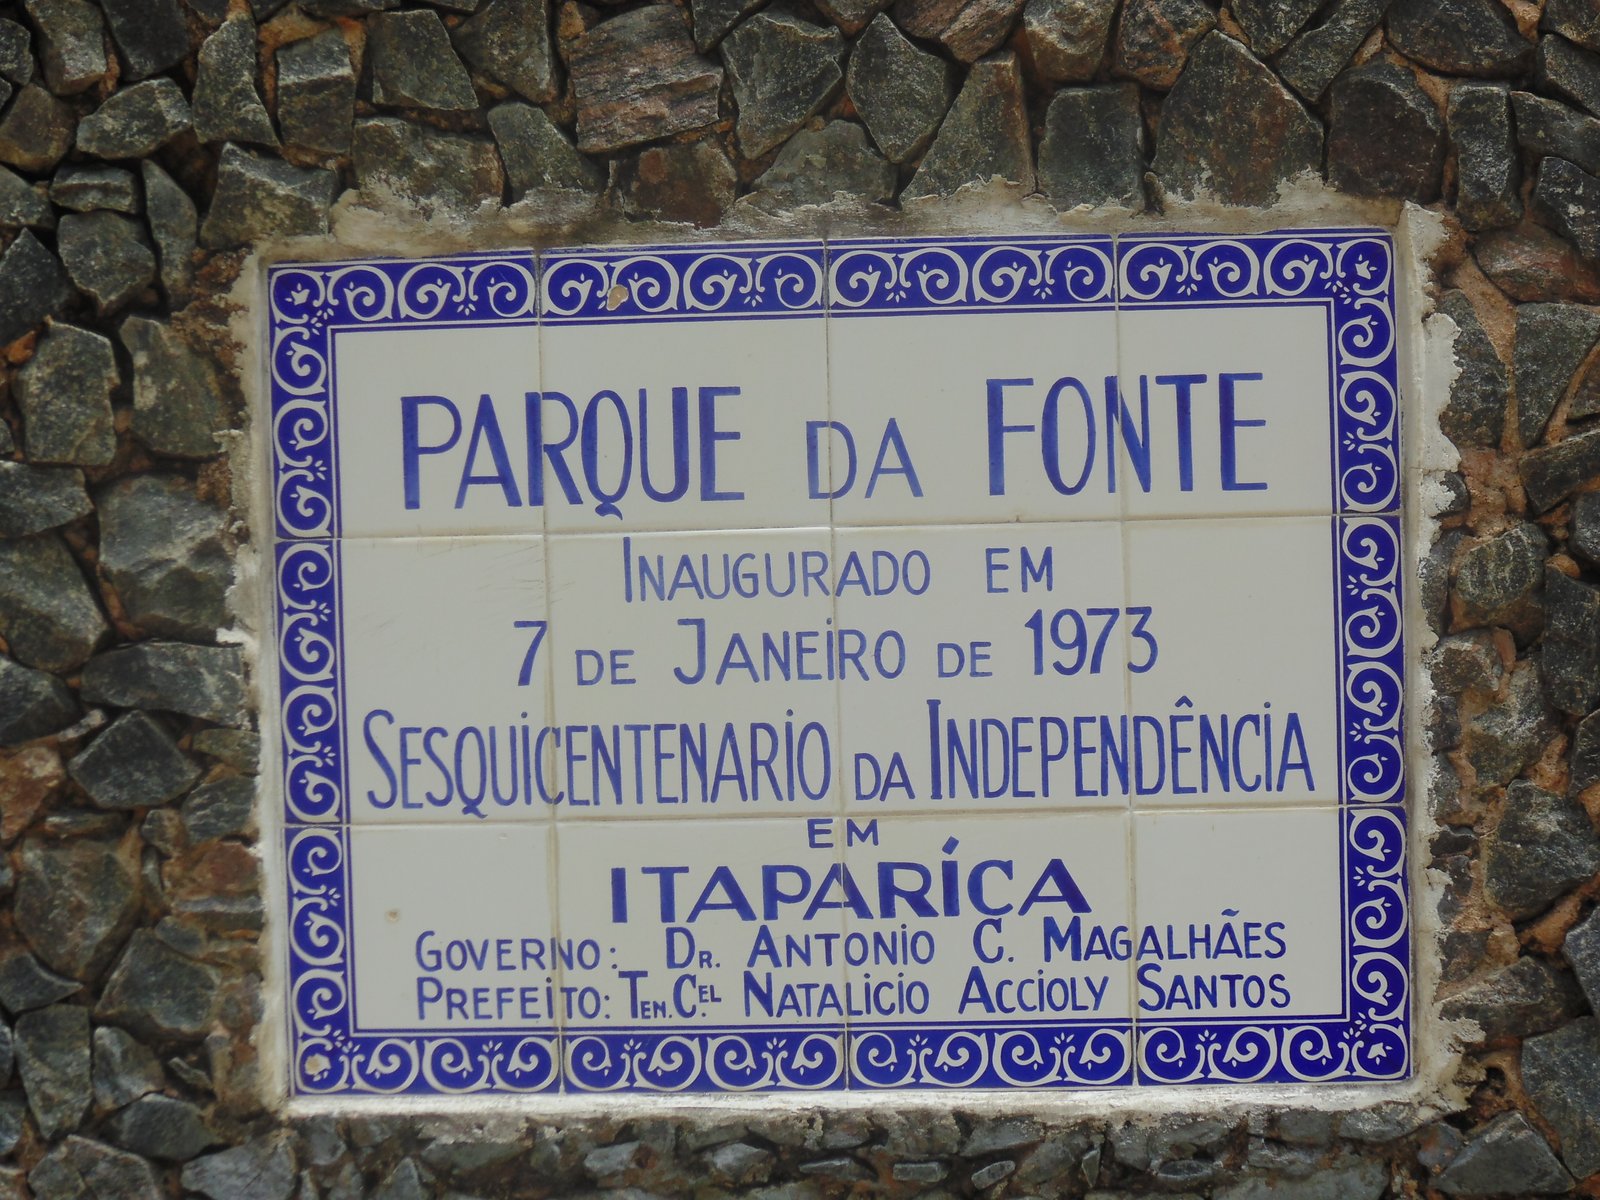 PARQUE DA FONTE
INAUGURADO EM
7 DE JANEIRO DE 1973
SESQUICENTENARIO DA INDEPENDÊNCIA
EM
ITAPARÍCA
GOVERNO: DR. ANTONIO C. MAGALHÃES
PREFEITO: TEN. C.EL NATALICIO ACCIOLY SANTOS